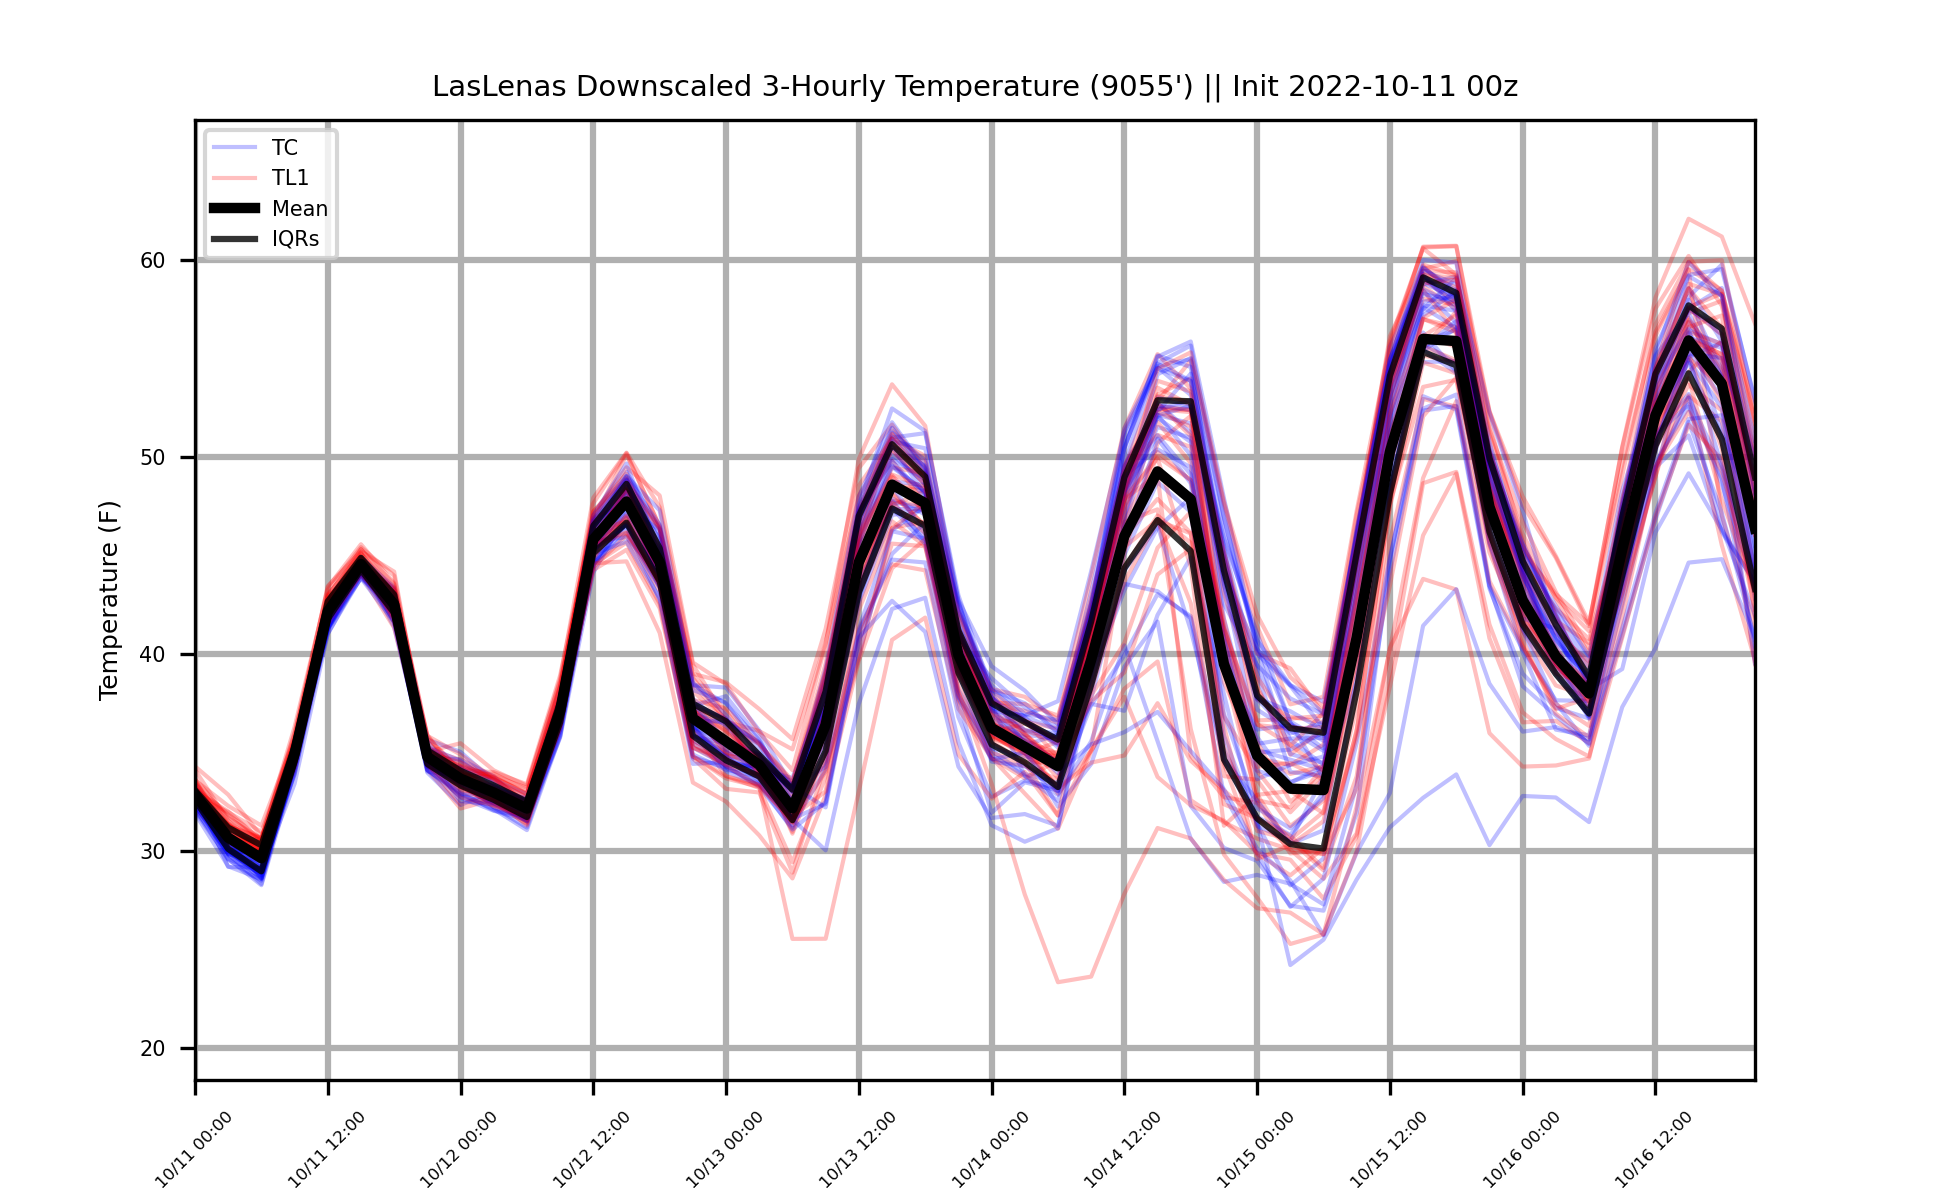 LasLenas Downscaled 3-Hourly Temperature (9055') || Init 2022-10-11 00z
TC
TL1
Mean
IQRs
Temperature (F)
60
50
40
30
20
10/11 00:00
10/11 12:00
10/12 00:00
10/12 12:00
10/13 00:00
10/13 12:00
10/14 00:00
10/14 12:00
10/15 00:00
10/15 12:00
10/16 00:00
10/16 12:00